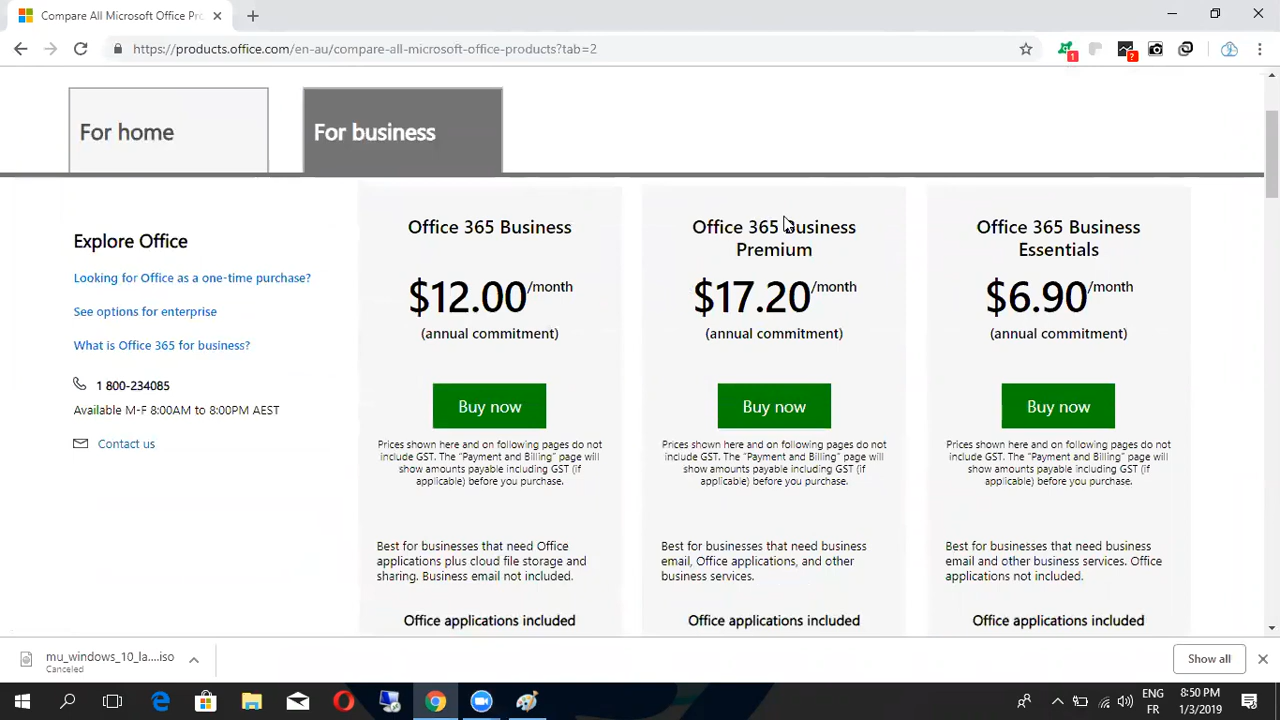 Compare All Microsoft Office Pr
https://products.office.com/en-au/compare-all-microsoft-office-products?tab=2
1
?
For home
For business
Explore Office
Looking for Office as a one-time purchase?
See options for enterprise
What is Office 365 for business?
1 800-234085
Available M-F 8:00AM to 8:00PM AEST
Contact us
Office 365 Business
$12.00/month
(annual commitment)
Buy now
Prices shown here and on following pages do not
include GST. The "Payment and Billing" page will
show amounts payable including GST (if
applicable) before you purchase.
Best for businesses that need Office
applications plus cloud file storage and
sharing. Business email not included.
Office applications included
Office 365 Business
Premium
$17.20/month
(annual commitment)
Buy now
Prices shown here and on following pages do not
include GST. The "Payment and Billing" page will
show amounts payable including GST (if
applicable) before you purchase.
Best for businesses that need business
email, Office applications, and other
business services.
Office applications included
Office 365 Business
Essentials
$6.90/month
(annual commitment)
Buy now
Prices shown here and on following pages do not
include GST. The "Payment and Billing" page will
show amounts payable including GST (if
applicable) before you purchase.
Best for businesses that need business
email and other business services. Office
applications not included.
Office applications included
mu_windows_10_la....iso
Canceled
Show all
ENG
FR
8:50 PM
1/3/2019